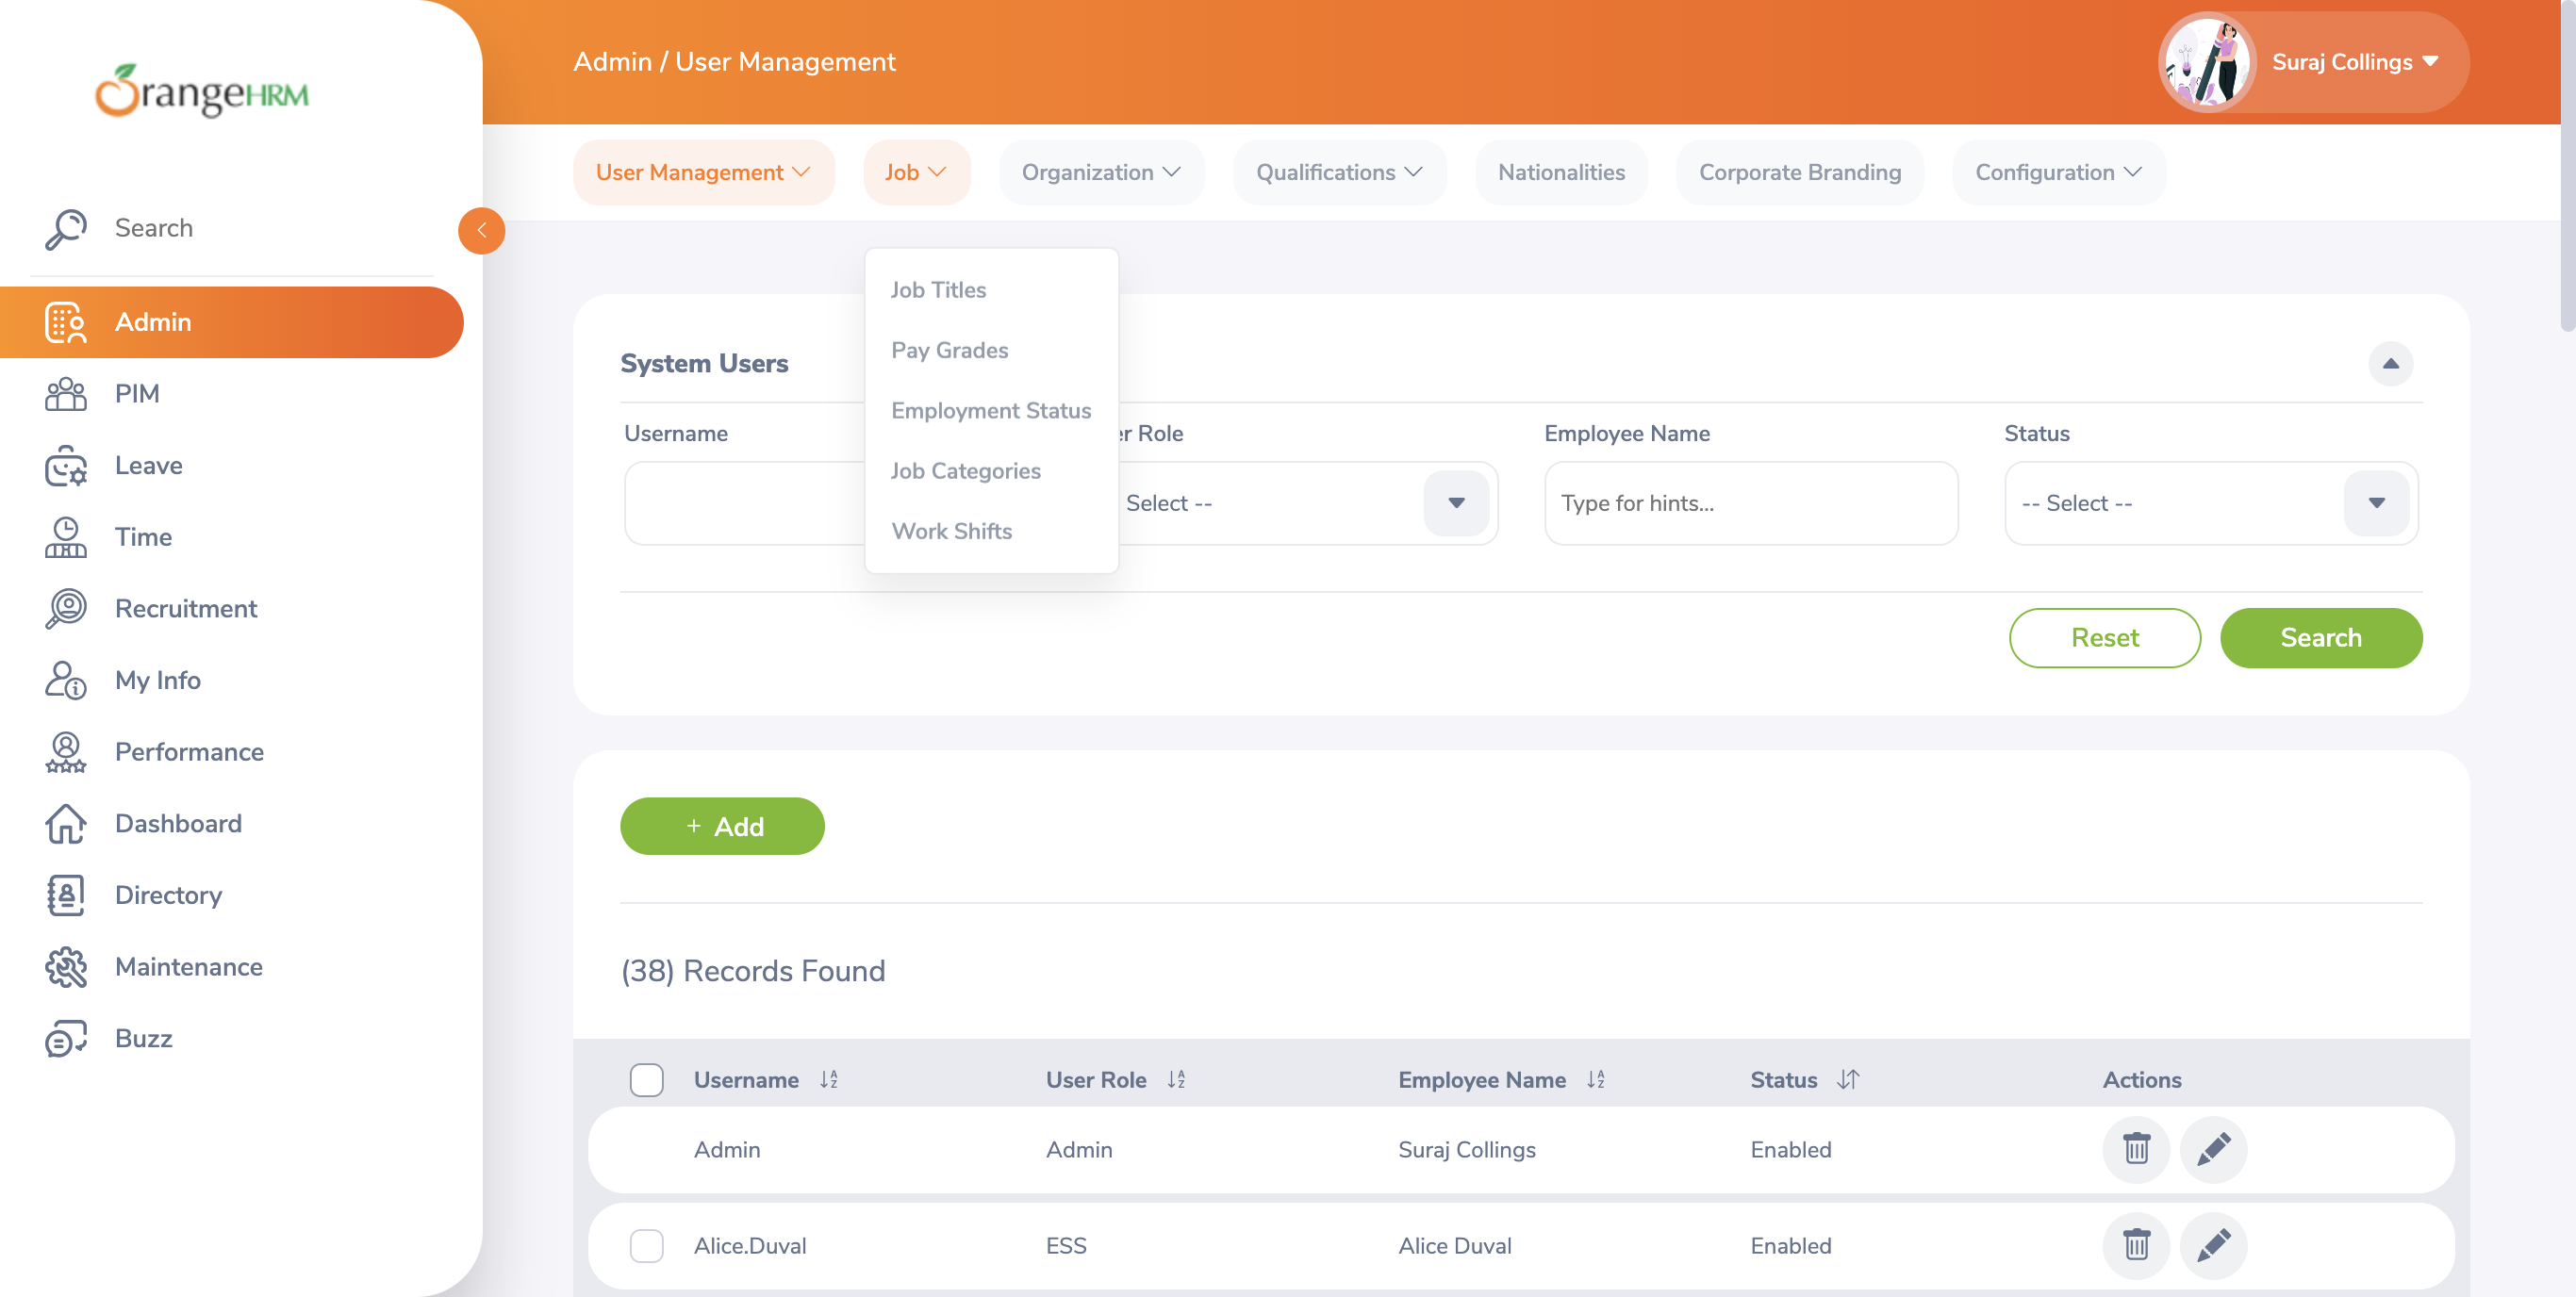 OrangeHRM
Search
Admin
PIM
Leave
Time
Recruitment
My Info
Performance
Dashboard
Directory
Maintenance
Buzz
Admin / User Management
Suraj Collings
User Management
Job
Organization
Qualifications
Nationalities
Corporate Branding
Configuration
Job Titles
Pay Grades
Employment Status
Job Categories
Work Shifts
System Users
Username
er Role
Employee Name
Status
Select --
Type for hints...
-- Select --
Reset
Search
+ Add
(38) Records Found
Username
User Role
Employee Name
Status
Actions
Admin
Admin
Suraj Collings
Enabled
Alice.Duval
ESS
Alice Duval
Enabled